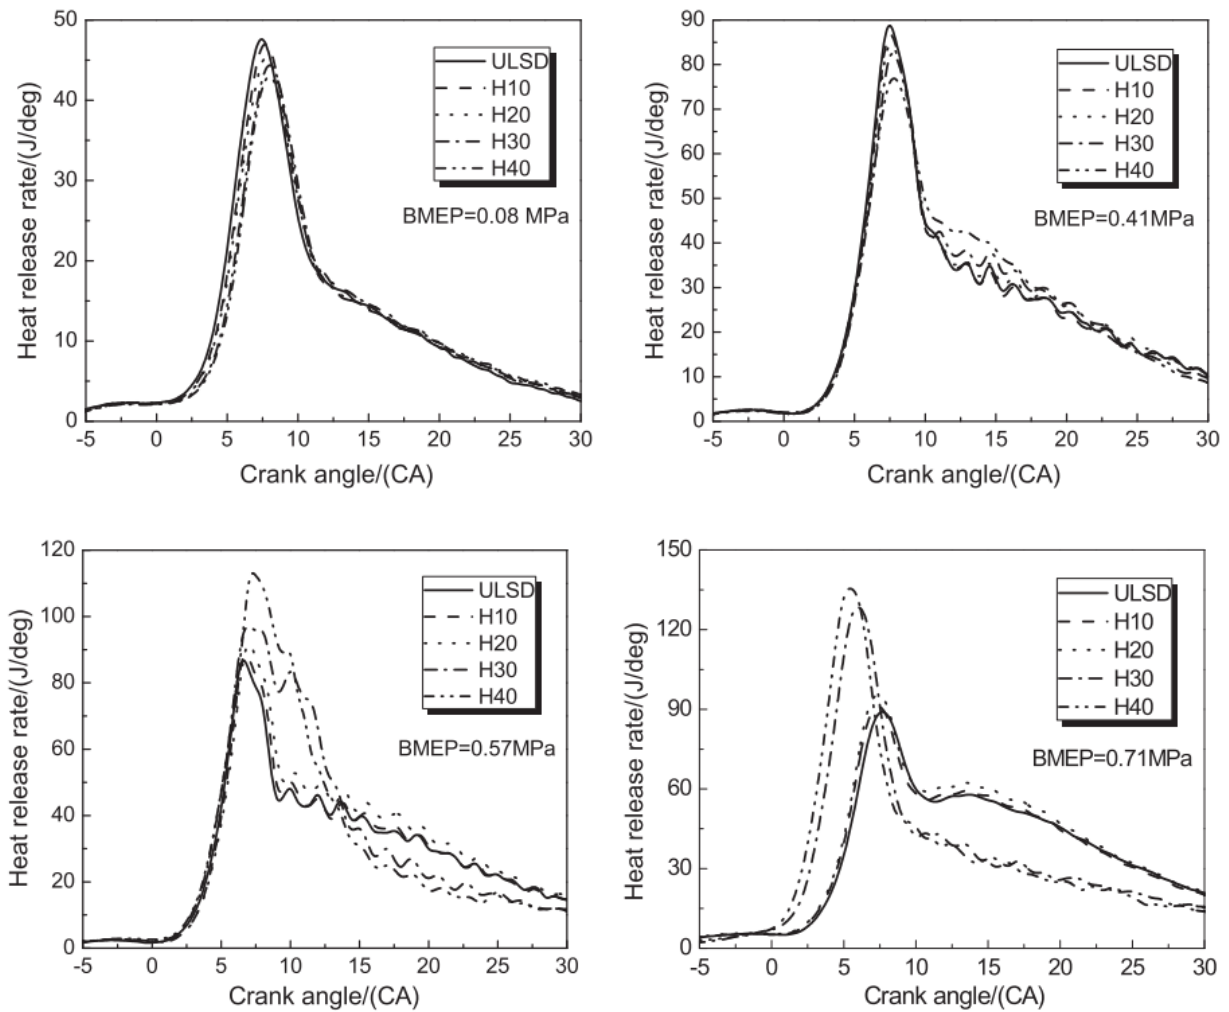 50
40
30
20
10
0
Heat release rate/(J/deg)
ULSD
H10
H20
H30
H40
BMEP=0.08 MPa
-5 0 5 10 15 20 25 30
Crank angle/(CA)
90
80
70
60
50
40
30
20
10
0
Heat release rate/(J/deg)
ULSD
H10
H20
H30
H40
BMEP=0.41MPa
-5 0 5 10 15 20 25 30
Crank angle/(CA)
120
100
80
60
40
20
0
Heat release rate/(J/deg)
ULSD
H10
H20
H30
H40
BMEP=0.57MPa
-5 0 5 10 15 20 25 30
Crank angle/(CA)
150
120
90
60
30
0
Heat release rate/(J/deg)
ULSD
H10
H20
H30
H40
BMEP=0.71MPa
-5 0 5 10 15 20 25 30
Crank angle/(CA)